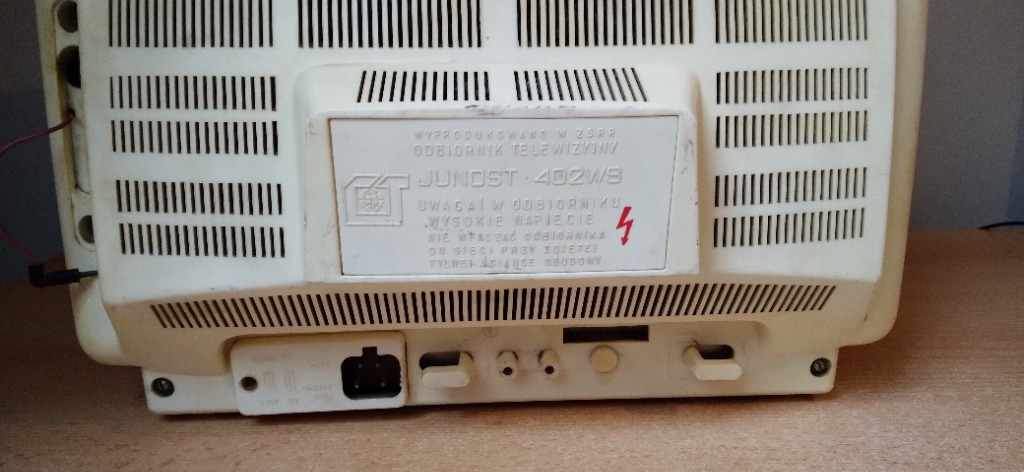 WYPRODUKOWANO W ZSRR
ODBIORNIK TELEWIZYJNY
JUNOST · 402WS
UWAGA! W ODBIORNIKU
WYSOKIE NAPIĘCIE
NIE WŁĄCZAĆ ODBIORNIKA
DO SIECI PRZY ZDJĘTEJ
TYLNEJ ŚCIANCE OBUDOWY